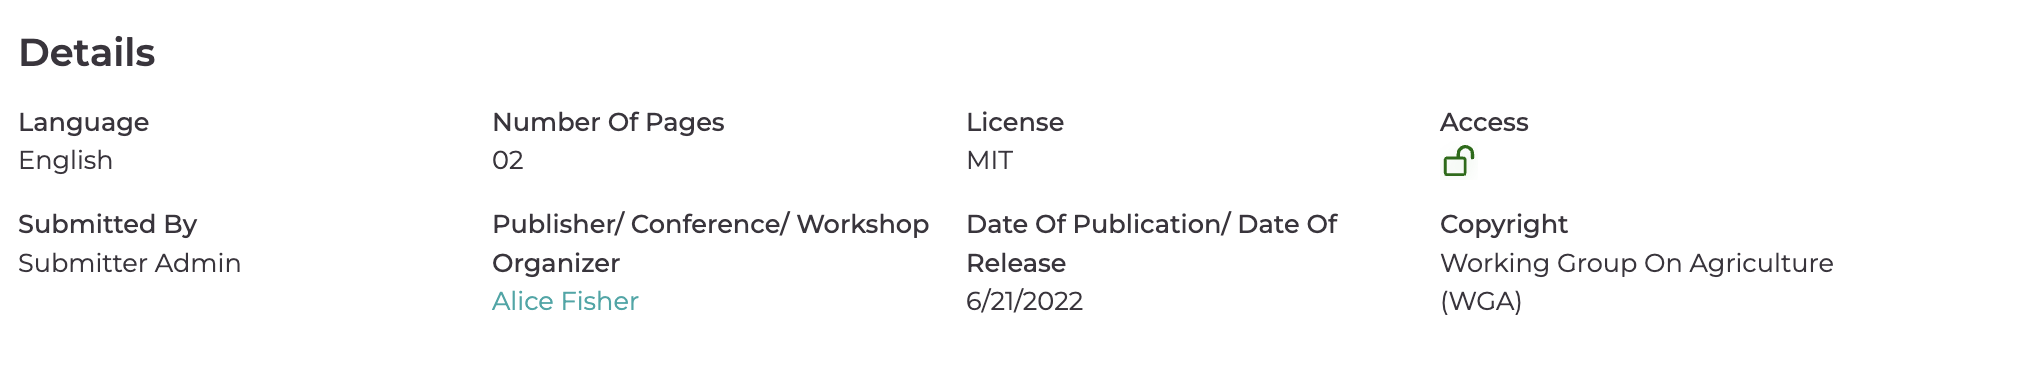 Details
Language
English
Number Of Pages
02
License
MIT
Access
Submitted By
Submitter Admin
Publisher/ Conference/ Workshop
Organizer
Alice Fisher
Date Of Publication/ Date Of
Release
6/21/2022
Copyright
Working Group On Agriculture
(WGA)